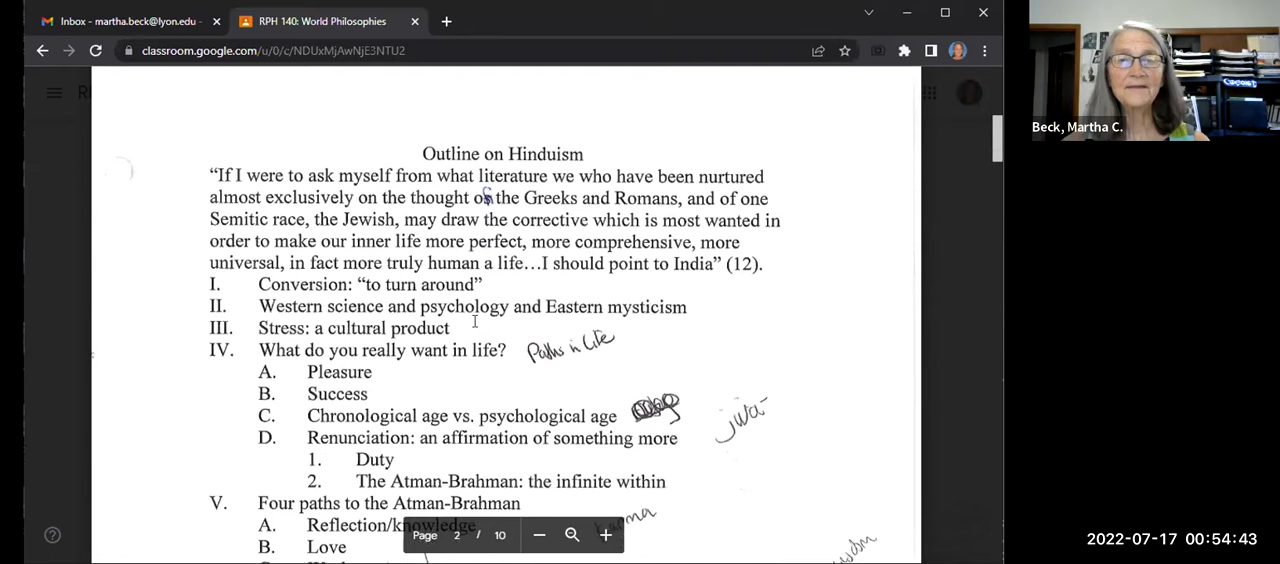 Inbox - martha.beck@lyon.edu -
RPH 140: World Philosophies
classroom.google.com/u/0/c/NDUxMjAwNjE3NTU2
Outline on Hinduism
“If I were to ask myself from what literature we who have been nurtured
almost exclusively on the thought of the Greeks and Romans, and of one
Semitic race, the Jewish, may draw the corrective which is most wanted in
order to make our inner life more perfect, more comprehensive, more
universal, in fact more truly human a life…I should point to India” (12).
I. Conversion: “to turn around”
II. Western science and psychology and Eastern mysticism
III. Stress: a cultural product
IV. What do you really want in life? Paths in Life
A. Pleasure
B. Success
C. Chronological age vs. psychological age
jiva-
D. Renunciation: an affirmation of something more
1. Duty
2. The Atman-Brahman: the infinite within
V. Four paths to the Atman-Brahman
A. Reflection/knowledge
karma
B. Love
Page 2 / 10
Beck, Martha C.
2022-07-17 00:54:43